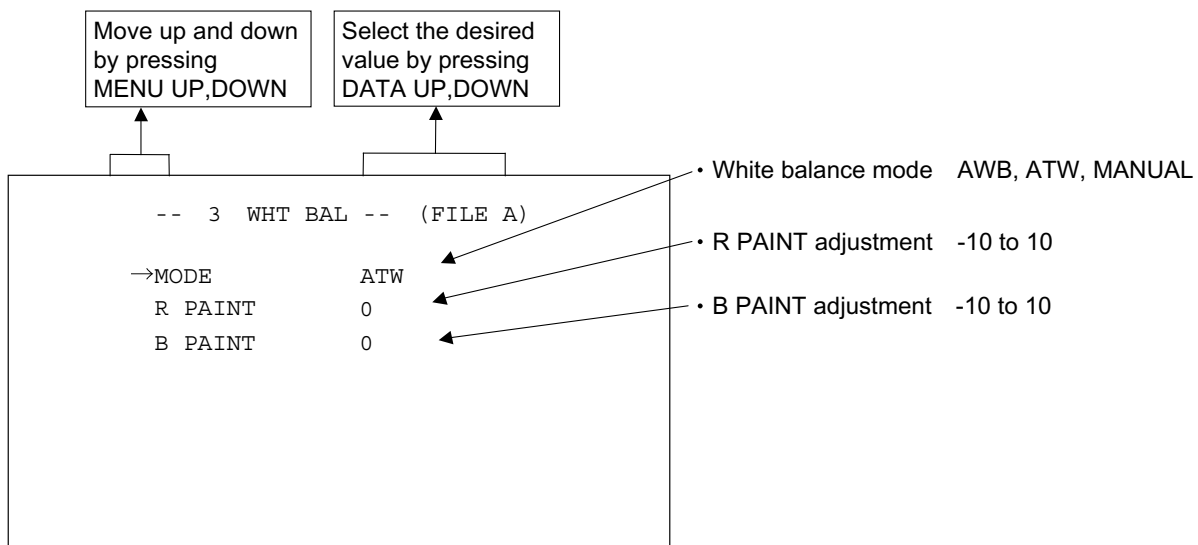 Move up and down
by pressing
MENU UP,DOWN
Select the desired
value by pressing
DATA UP,DOWN
-- 3 WHT BAL -- (FILE A)
→MODE ATW
R PAINT 0
B PAINT 0
• White balance mode AWB, ATW, MANUAL
• R PAINT adjustment -10 to 10
• B PAINT adjustment -10 to 10